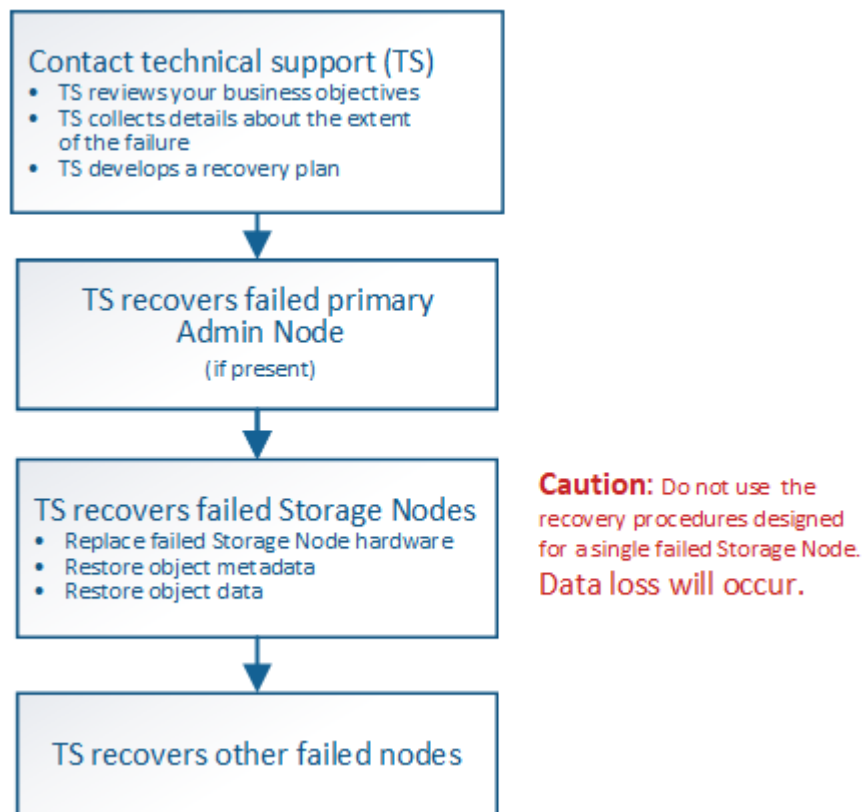 Contact technical support (TS)
• TS reviews your business objectives
• TS collects details about the extent
of the failure
• TS develops a recovery plan
TS recovers failed primary
Admin Node
(if present)
TS recovers failed Storage Nodes
• Replace failed Storage Node hardware
• Restore object metadata
• Restore object data
Caution: Do not use the
recovery procedures designed
for a single failed Storage Node.
Data loss will occur.
TS recovers other failed nodes